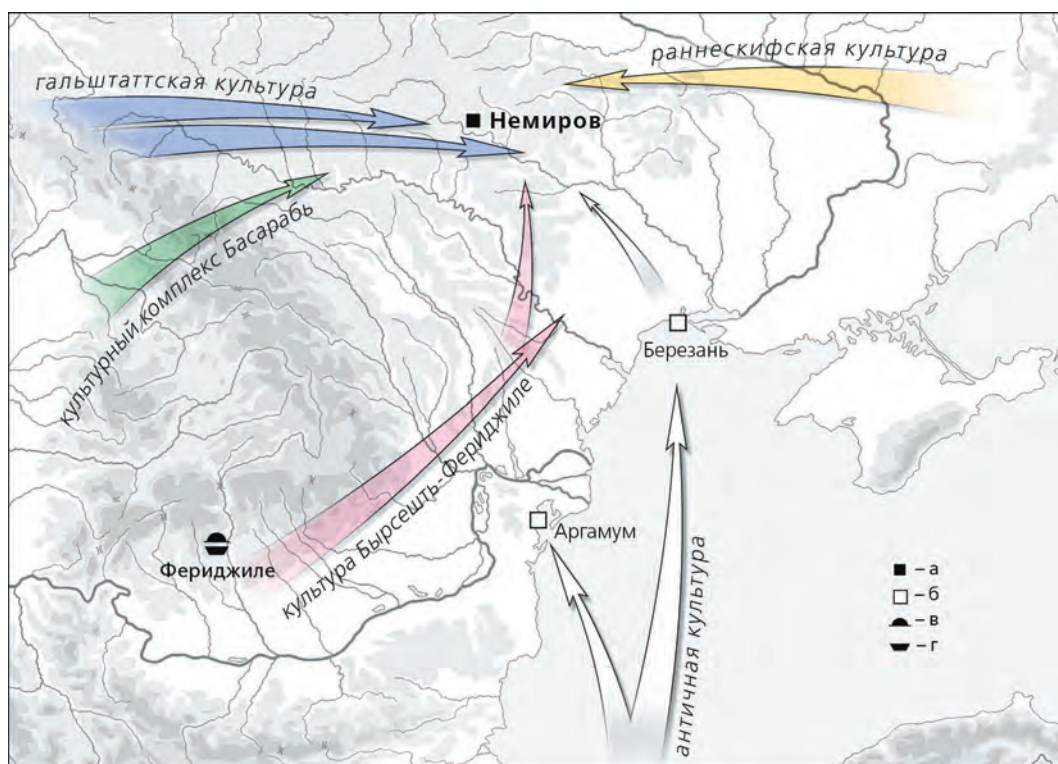 раннескифская культура
гальштаттская культура
Немиров
культурный комплекс Басарабь
Березань
культура Бырсешть-Фериджиле
Аргамум
Фериджиле
античная культура
– а
– б
– в
– г